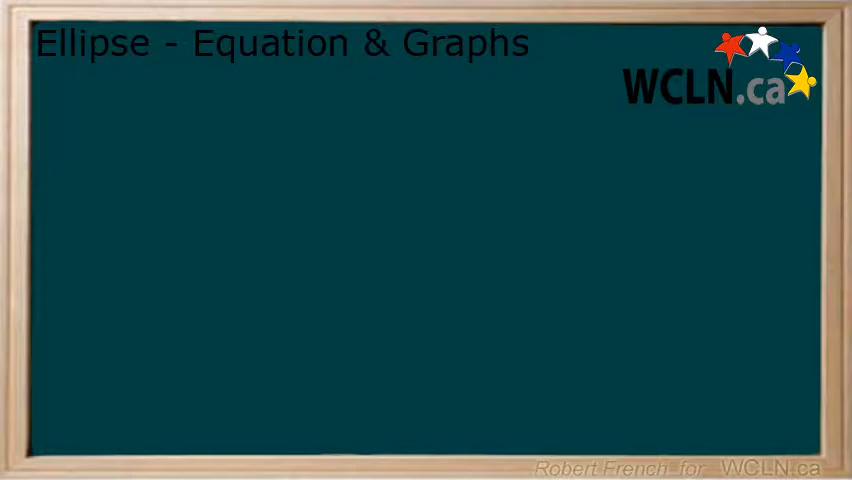 Ellipse - Equation & Graphs
WCLN.ca
Robert French for WCLN.ca